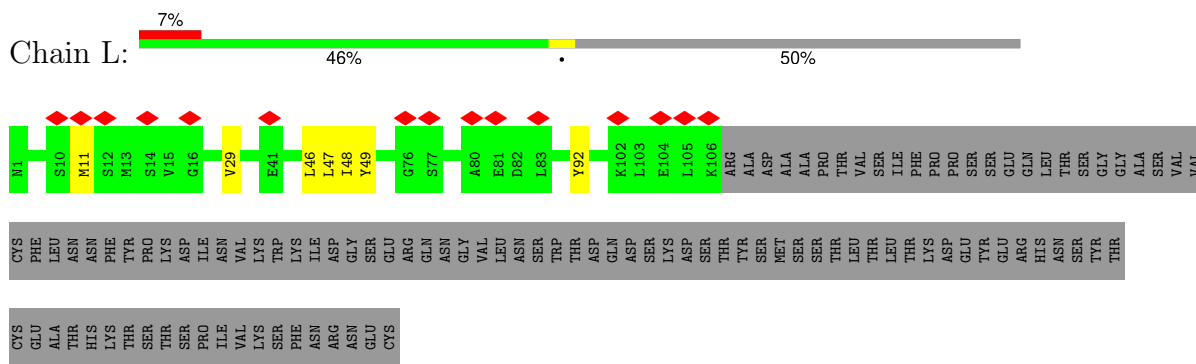 7%
Chain L:
46% • 50%
N1 S10 M11 S12 M13 S14 V15 G16 V29 E41 L46 L47 I48 Y49 G76 S77 A80 E81 D82 L83 Y92 K102 L103 E104 L105 K106 ARG ALA ASP ALA ALA PRO THR VAL SER ILE PHE PRO PRO SER SER GLU GLN LEU THR SER GLY GLY ALA SER VAL VAL
CYS PHE LEU ASN ASN PHE TYR PRO LYS ASP ILE ASN VAL LYS TRP LYS ILE ASP GLY SER GLU ARG GLN ASN GLY VAL LEU ASN SER TRP THR ASP GLN ASP SER LYS ASP SER THR TYR SER MET SER SER THR LEU THR LEU THR LYS ASP GLU TYR GLU ARG HIS ASN SER TYR THR
CYS GLU ALA THR HIS LYS THR SER THR SER PRO ILE VAL LYS SER PHE ASN ARG ASN GLU CYS